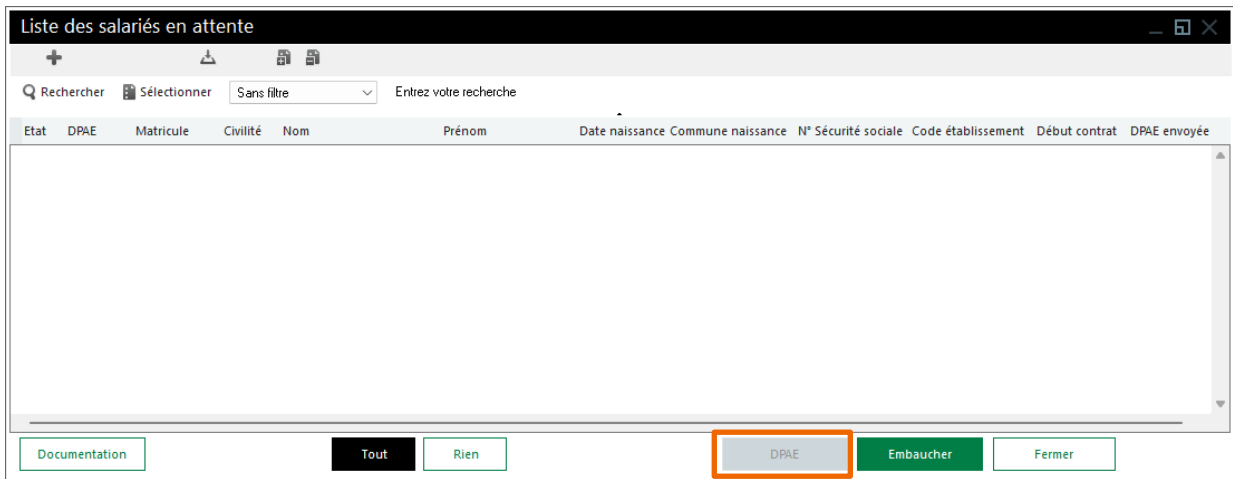 Liste des salariés en attente
Rechercher Sélectionner Sans filtre Entrez votre recherche
Etat DPAE Matricule Civilité Nom Prénom Date naissance Commune naissance N° Sécurité sociale Code établissement Début contrat DPAE envoyée
Documentation Tout Rien DPAE Embaucher Fermer